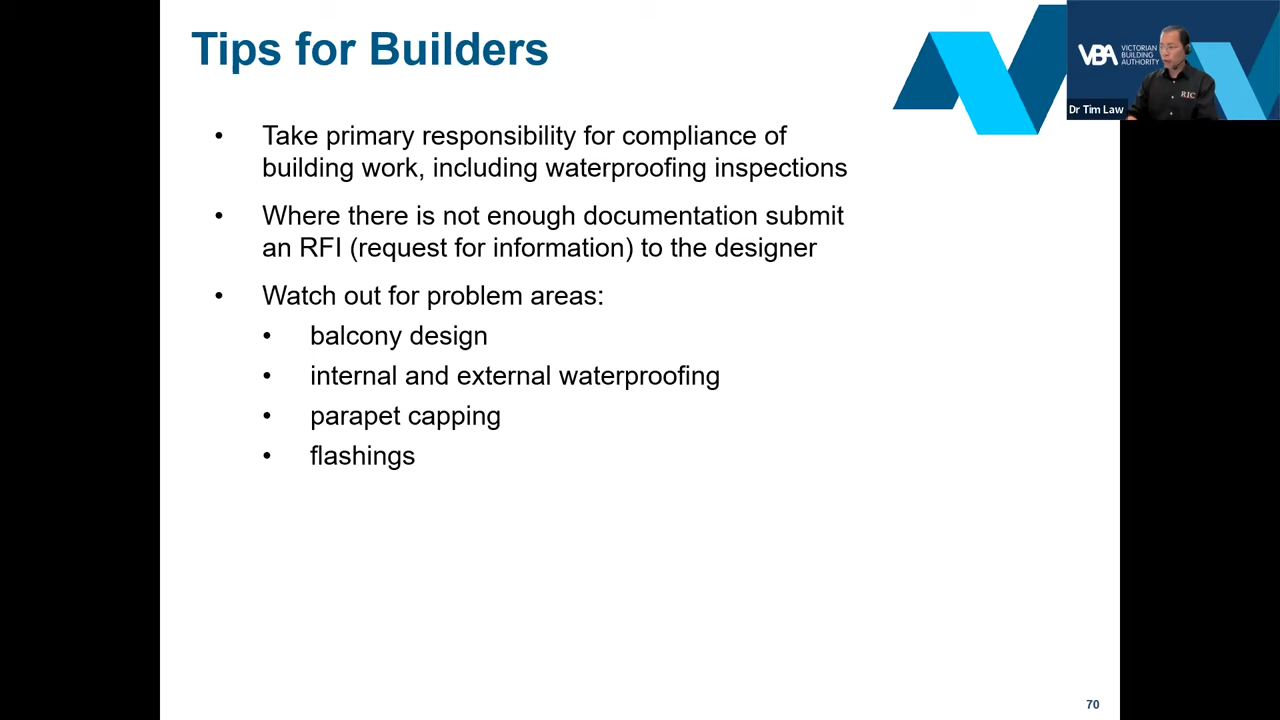 Tips for Builders
VBA
VICTORIAN
BUILDING
AUTHORITY
RIC
Dr Tim Law
• Take primary responsibility for compliance of
building work, including waterproofing inspections
• Where there is not enough documentation submit
an RFI (request for information) to the designer
• Watch out for problem areas:
• balcony design
• internal and external waterproofing
• parapet capping
• flashings
70